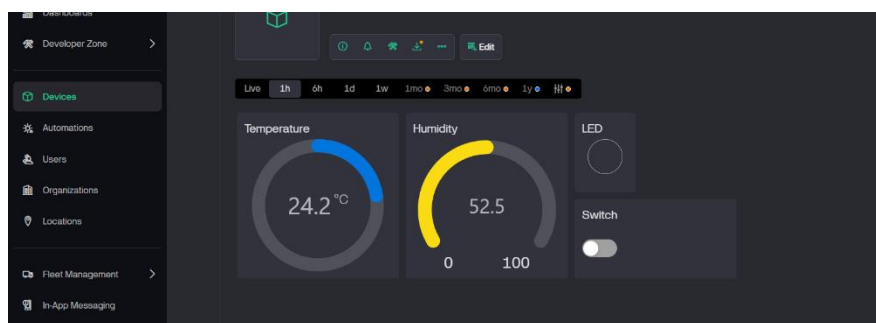 Dashboards
Developer Zone
Devices
Automations
Users
Organizations
Locations
Fleet Management
In-App Messaging
Edit
Live 1h 6h 1d 1w 1mo 3mo 6mo 1y
Temperature
24.2 °C
Humidity
52.5
0 100
LED
Switch